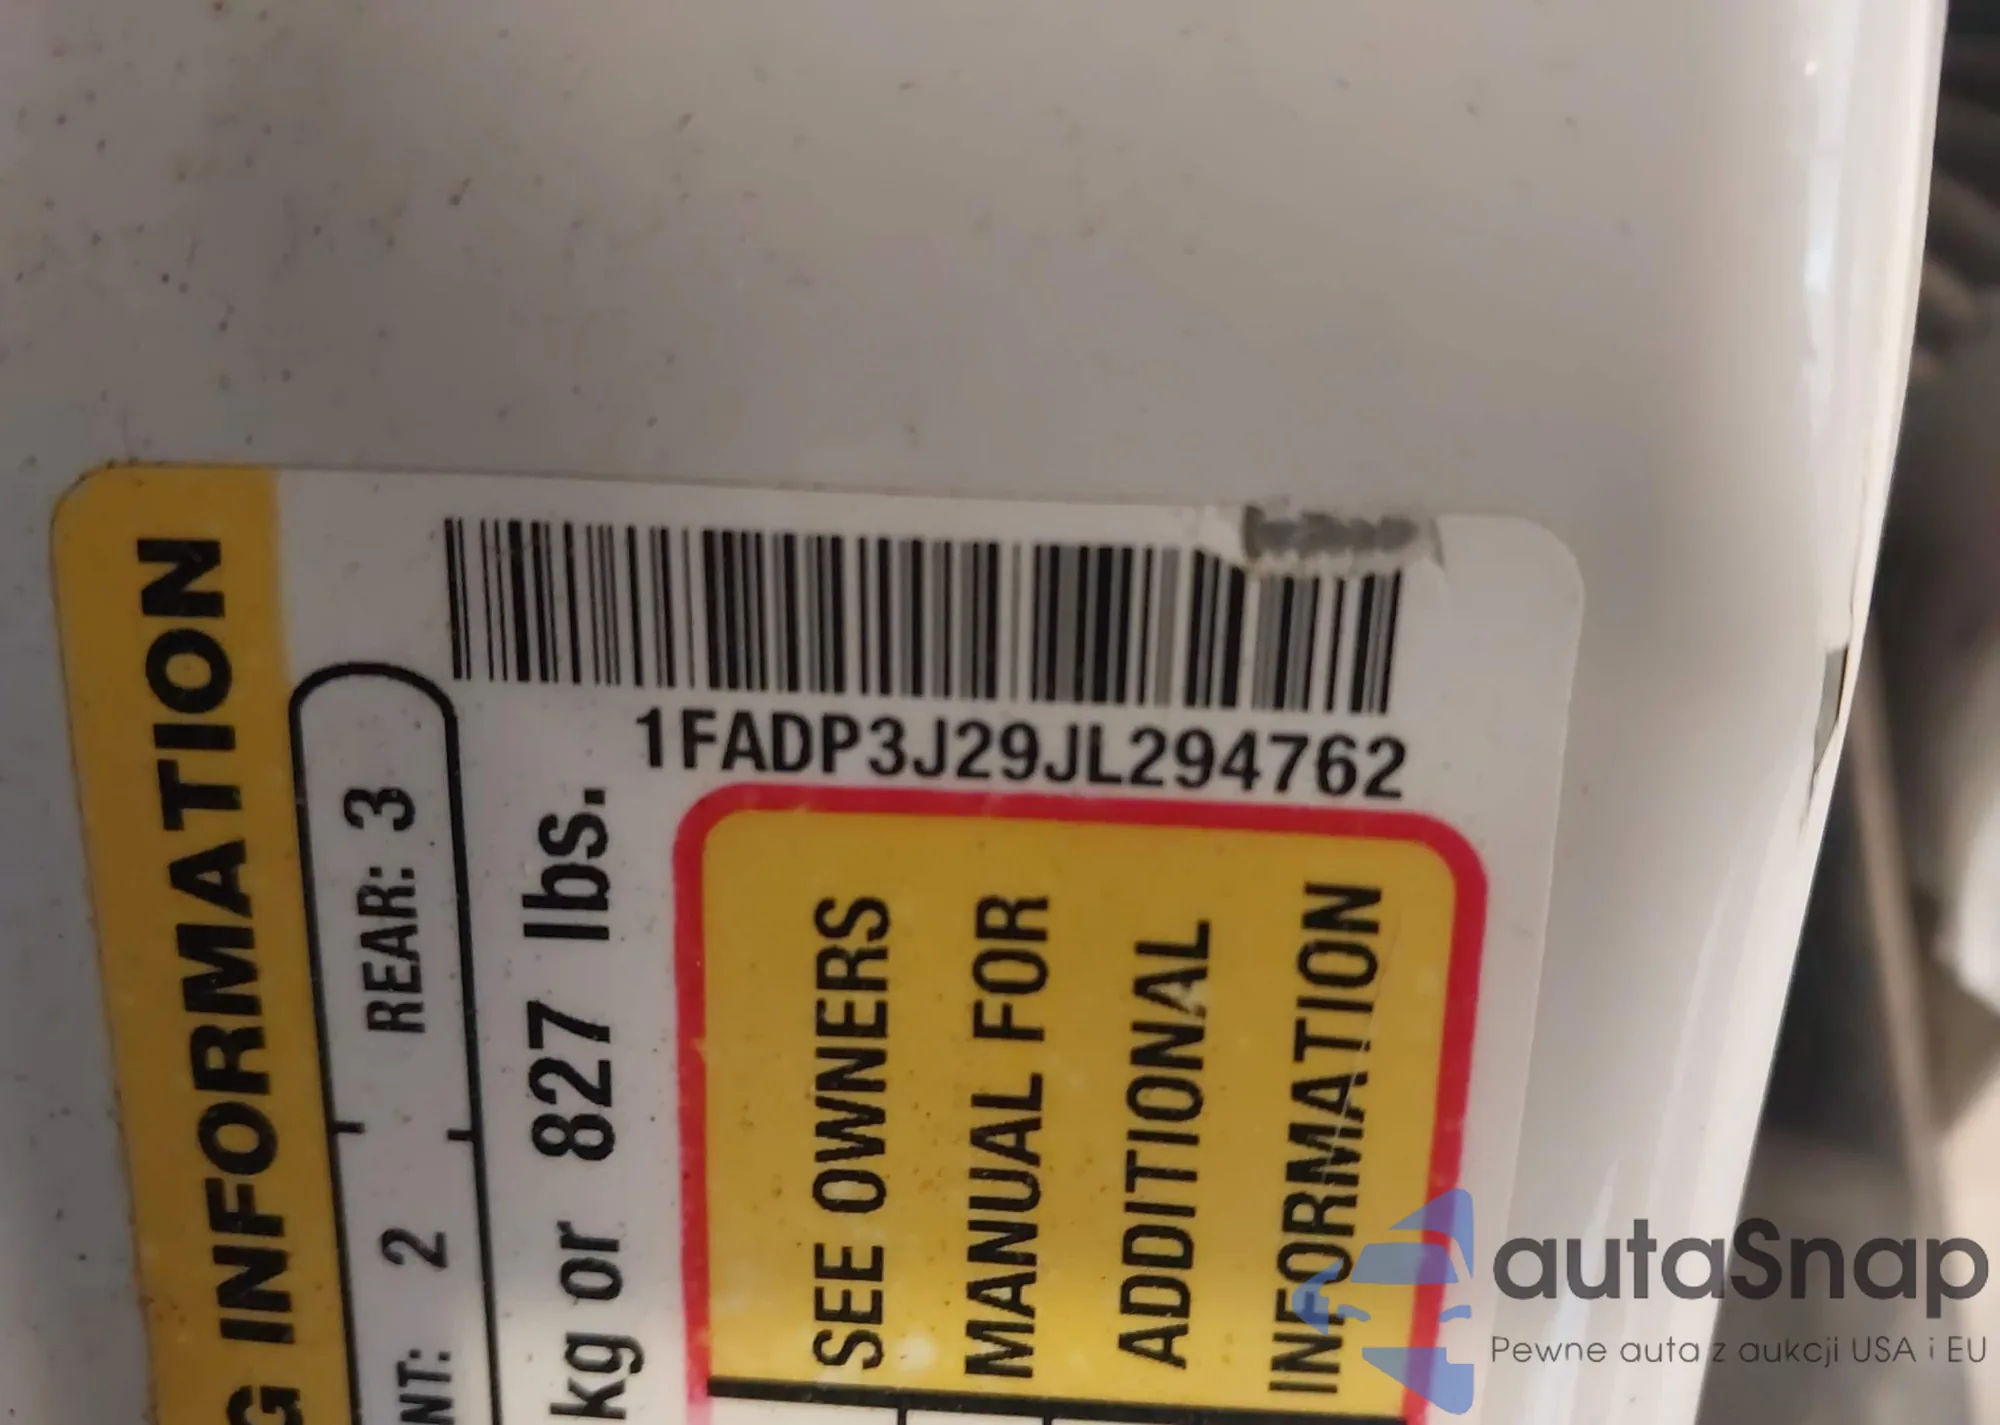 1FADP3J29JL294762
G INFORMATION
NT: 2 REAR: 3
kg or 827 lbs.
SEE OWNERS
MANUAL FOR
ADDITIONAL
INFORMATION
autaSnap
Pewne auta z aukcji USA i EU